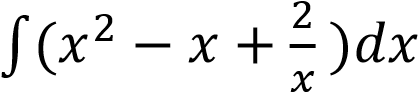 ∫(x² − x + 2/x)dx